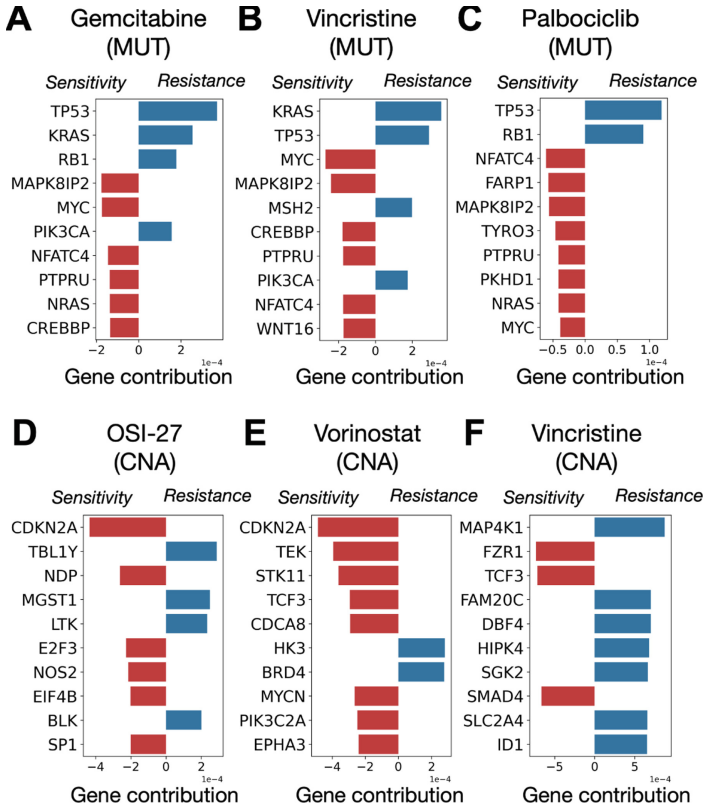 A Gemcitabine (MUT)
Sensitivity Resistance
TP53
KRAS
RB1
MAPK8IP2
MYC
PIK3CA
NFATC4
PTPRU
NRAS
CREBBP
−2 0 2
1e−4
Gene contribution
B Vincristine (MUT)
Sensitivity Resistance
KRAS
TP53
MYC
MAPK8IP2
MSH2
CREBBP
PTPRU
PIK3CA
NFATC4
WNT16
−2 0 2
1e−4
Gene contribution
C Palbociclib (MUT)
Sensitivity Resistance
TP53
RB1
NFATC4
FARP1
MAPK8IP2
TYRO3
PTPRU
PKHD1
NRAS
MYC
−0.5 0.0 0.5 1.0
1e−4
Gene contribution
D OSI-27 (CNA)
Sensitivity Resistance
CDKN2A
TBL1Y
NDP
MGST1
LTK
E2F3
NOS2
EIF4B
BLK
SP1
−4 −2 0 2
1e−4
Gene contribution
E Vorinostat (CNA)
Sensitivity Resistance
CDKN2A
TEK
STK11
TCF3
CDCA8
HK3
BRD4
MYCN
PIK3C2A
EPHA3
−4 −2 0 2
1e−4
Gene contribution
F Vincristine (CNA)
Sensitivity Resistance
MAP4K1
FZR1
TCF3
FAM20C
DBF4
HIPK4
SGK2
SMAD4
SLC2A4
ID1
−5 0 5
1e−4
Gene contribution